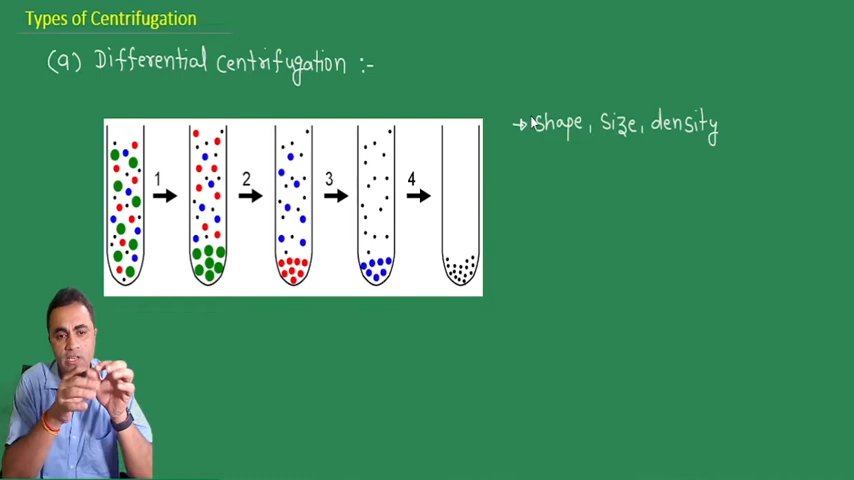 Types of Centrifugation
(a) Differential Centrifugation :-
→ Shape, Size, density
1 2 3 4